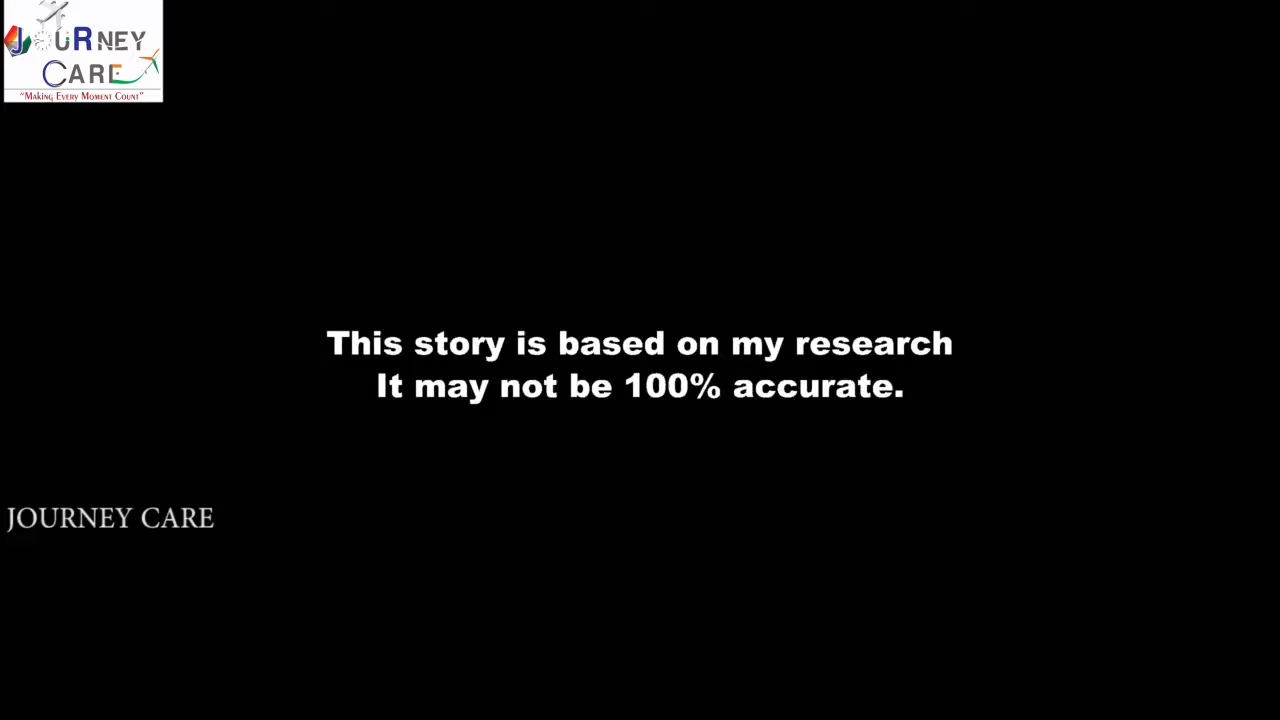 JOURNEY
CARE
"MAKING EVERY MOMENT COUNT"
This story is based on my research
It may not be 100% accurate.
JOURNEY CARE